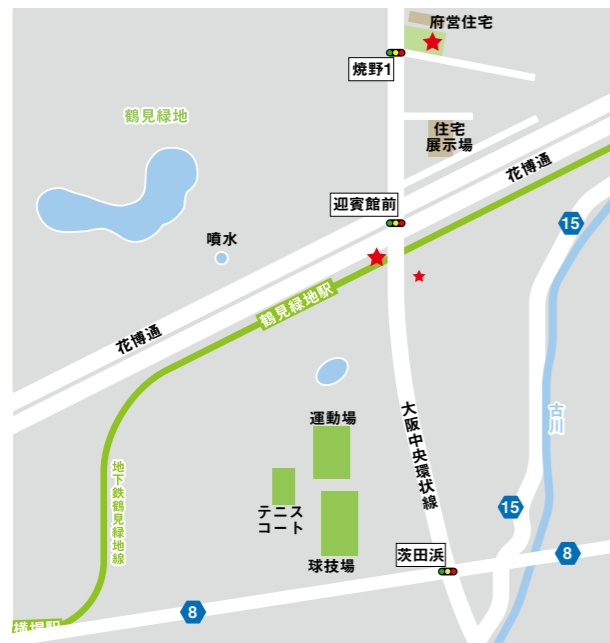 府営住宅
焼野1
鶴見緑地
住宅
展示場
花博通
迎賓館前
15
噴水
鶴見緑地駅
花博通
大阪中央環状線
古川
運動場
地下鉄鶴見緑地線
テニス
コート
15
球技場
茨田浜
8
8
横堤駅